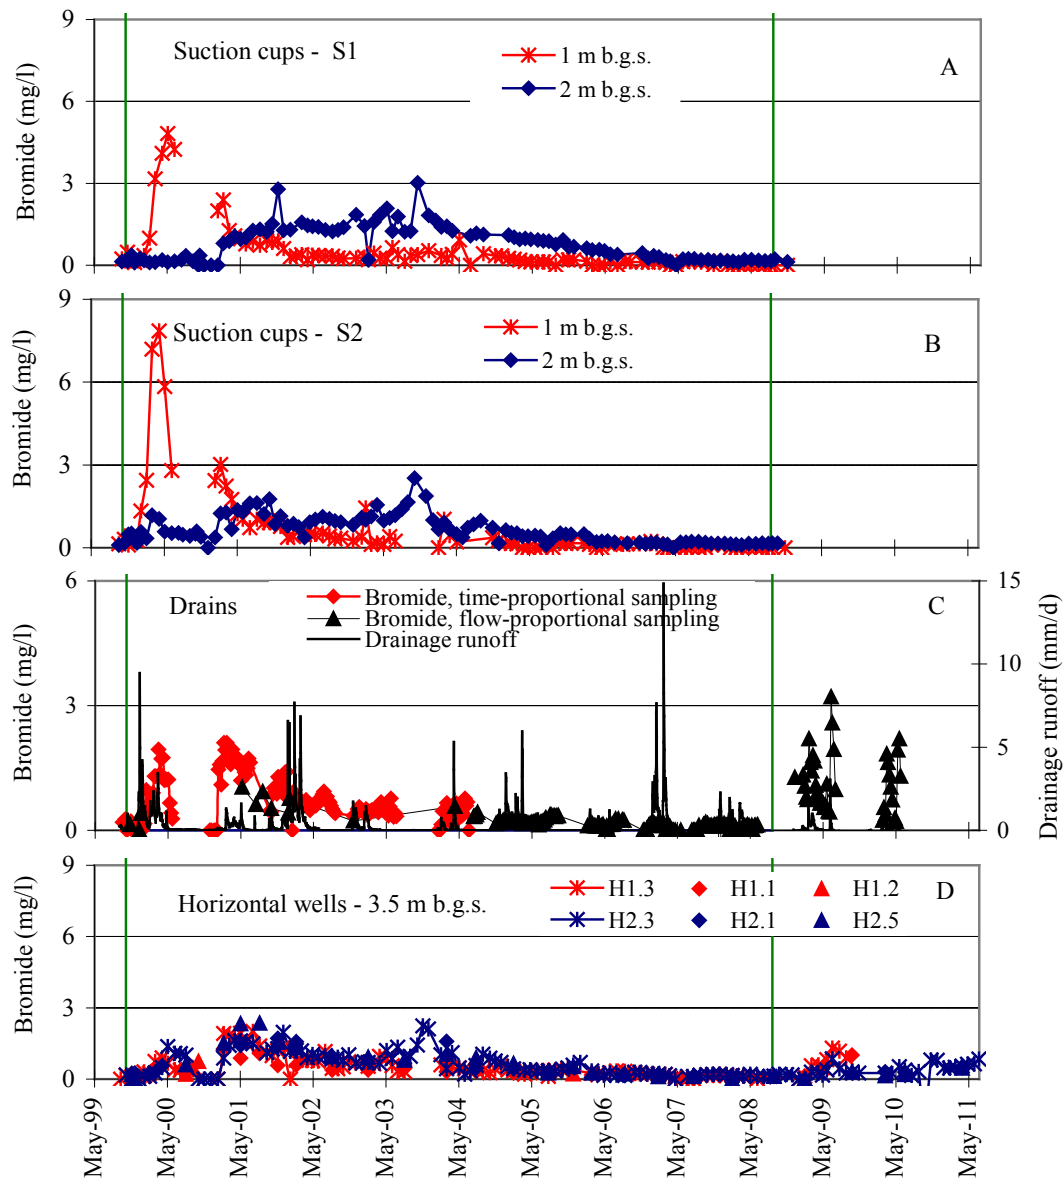 9
6
3
0
Bromide (mg/l)
Suction cups - S1
1 m b.g.s.
2 m b.g.s.
A
9
6
3
0
Bromide (mg/l)
Suction cups - S2
1 m b.g.s.
2 m b.g.s.
B
6
3
0
Bromide (mg/l)
Drains
Bromide, time-proportional sampling
Bromide, flow-proportional sampling
Drainage runoff
C
15
10
5
0
Drainage runoff (mm/d)
9
6
3
0
Bromide (mg/l)
Horizontal wells - 3.5 m b.g.s.
H1.3 H1.1 H1.2
H2.3 H2.1 H2.5
D
May-99
May-00
May-01
May-02
May-03
May-04
May-05
May-06
May-07
May-08
May-09
May-10
May-11